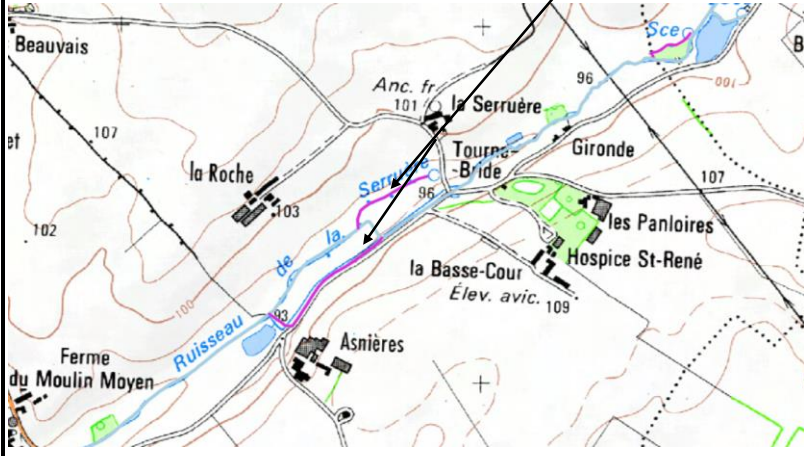 Beauvais
Sce
B
96
100
Anc. fr
101
la Serruère
107
et
la Roche
Serruère
Tourne-
-Bride
Gironde
96
107
103
102
les Panloires
de la
Hospice St-René
la Basse-Cour
Élev. avic.
109
100
93
Ruisseau
Asnières
Ferme
du Moulin Moyen